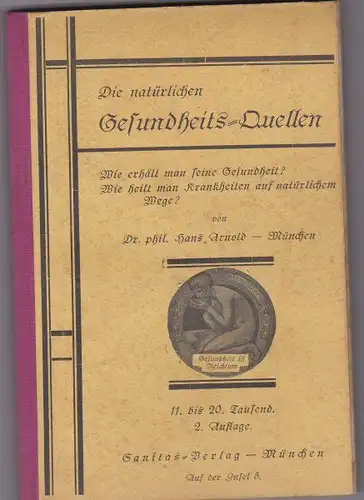 Die natürlichen
Gesundheits-Quellen
Wie erhält man seine Gesundheit?
Wie heilt man Krankheiten auf natürlichem
Wege?
von
Dr. phil. Hans Arnold — München
Gesundheit ist
Reichtum
11. bis 20. Tausend.
2. Auflage.
Sanitas-Verlag — München
Auf der Insel 3.